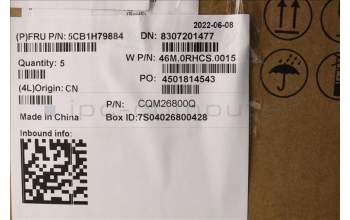 2022-06-08
(P)FRU P/N: 5CB1H79884 DN: 8307201477
Quantity: 5 W P/N: 46M.0RHCS.0015
PO: 4501814543
(4L)Origin: CN
P/N: CQM26800Q
Made in China Box ID:7S04026800428
Inbound info: